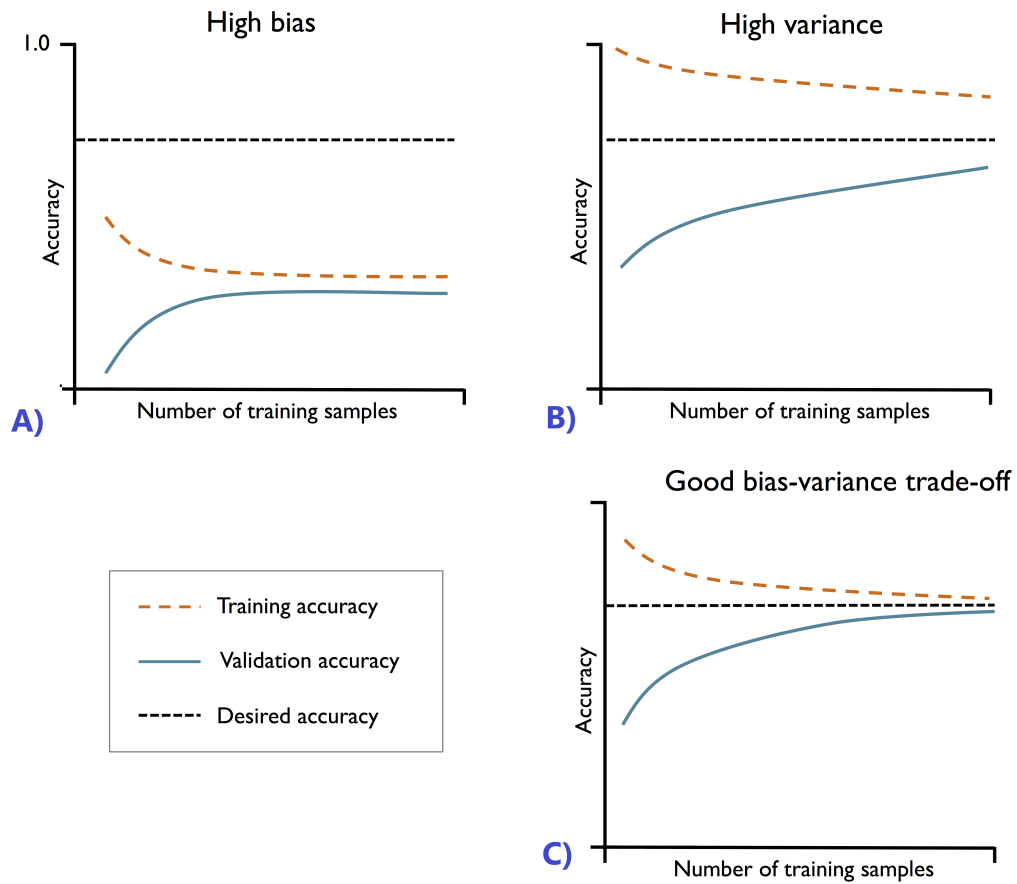 High bias
1.0
Accuracy
Number of training samples
A)
High variance
Accuracy
Number of training samples
B)
Good bias-variance trade-off
Accuracy
Number of training samples
C)
Training accuracy
Validation accuracy
Desired accuracy